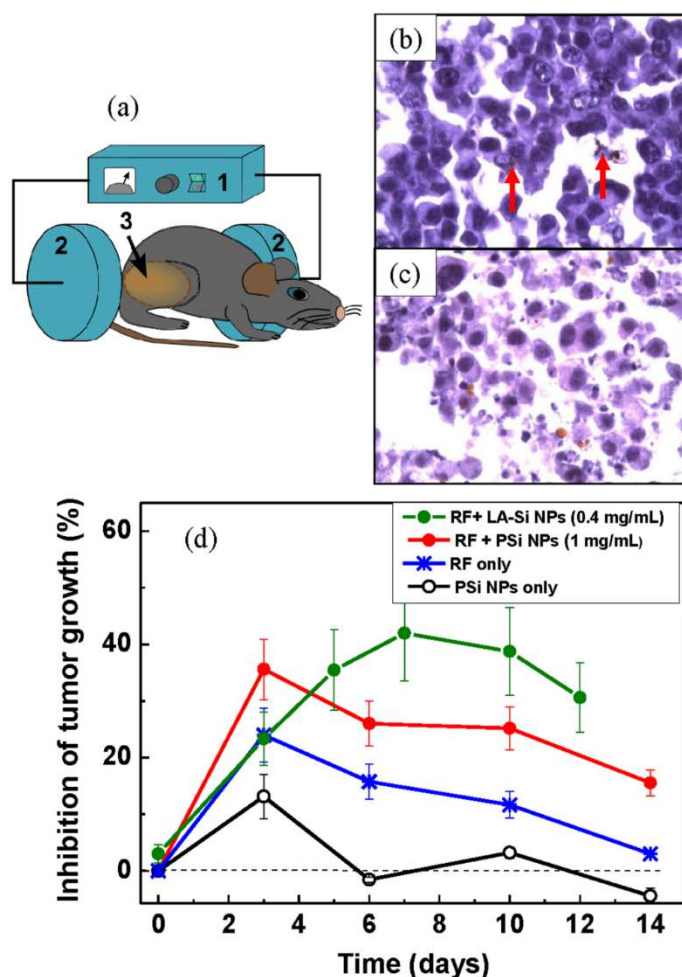 (a)
1
2
3
2
(b)
(c)
(d)
RF+ LA-Si NPs (0.4 mg/mL)
RF + PSi NPs (1 mg/mL)
RF only
PSi NPs only
Inhibition of tumor growth (%)
60
40
20
0
0 2 4 6 8 10 12 14
Time (days)